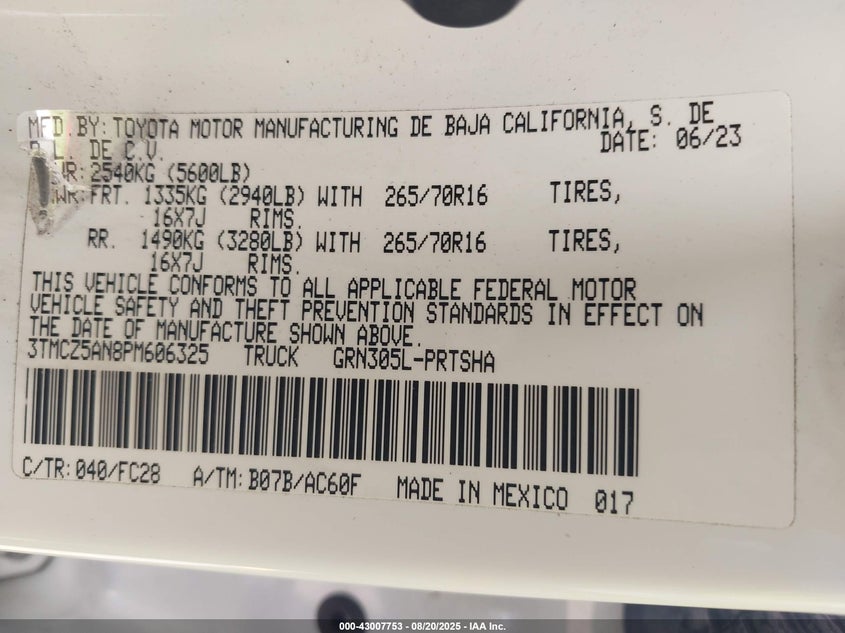 MFD. BY: TOYOTA MOTOR MANUFACTURING DE BAJA CALIFORNIA, S. DE
R.L. DE C.V. DATE: 06/23
WR: 2540KG (5600LB)
WR: FRT. 1335KG (2940LB) WITH 265/70R16 TIRES,
16X7J RIMS.
RR. 1490KG (3280LB) WITH 265/70R16 TIRES,
16X7J RIMS.
THIS VEHICLE CONFORMS TO ALL APPLICABLE FEDERAL MOTOR
VEHICLE SAFETY AND THEFT PREVENTION STANDARDS IN EFFECT ON
THE DATE OF MANUFACTURE SHOWN ABOVE.
3TMCZ5AN8PM606325 TRUCK GRN305L-PRTSHA
C/TR: 040/FC28 A/TM: B07B/AC60F MADE IN MEXICO 017
000-43007753 - 08/20/2025 - IAA Inc.